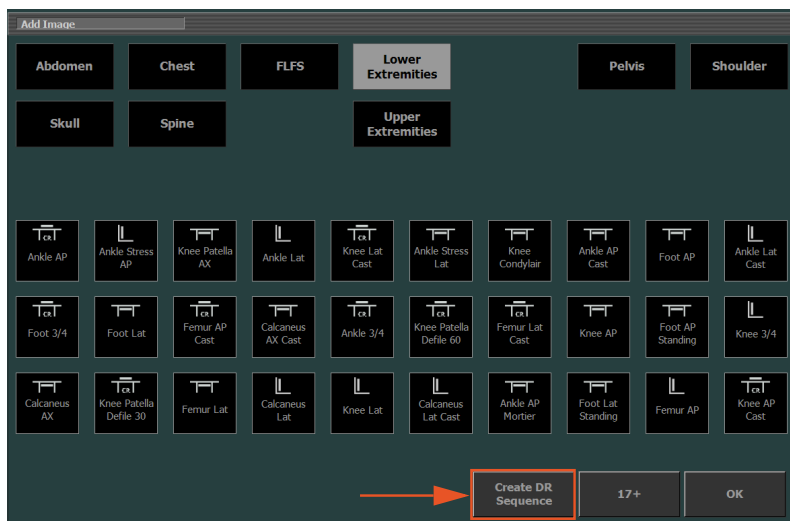 Add Image
Abdomen
Chest
FLFS
Lower
Extremities
Pelvis
Shoulder
Skull
Spine
Upper
Extremities
CR
Ankle AP
Ankle Stress
AP
Knee Patella
AX
Ankle Lat
CR
Knee Lat
Cast
Ankle Stress
Lat
Knee
Condylair
Ankle AP
Cast
Foot AP
Ankle Lat
Cast
CR
Foot 3/4
Foot Lat
CR
Femur AP
Cast
Calcaneus
AX Cast
CR
Ankle 3/4
CR
Knee Patella
Defile 60
CR
Femur Lat
Cast
Knee AP
Foot AP
Standing
Knee 3/4
Calcaneus
AX
CR
Knee Patella
Defile 30
Femur Lat
Calcaneus
Lat
Knee Lat
Calcaneus
Lat Cast
Ankle AP
Mortier
Foot Lat
Standing
Femur AP
CR
Knee AP
Cast
Create DR
Sequence
17+
OK